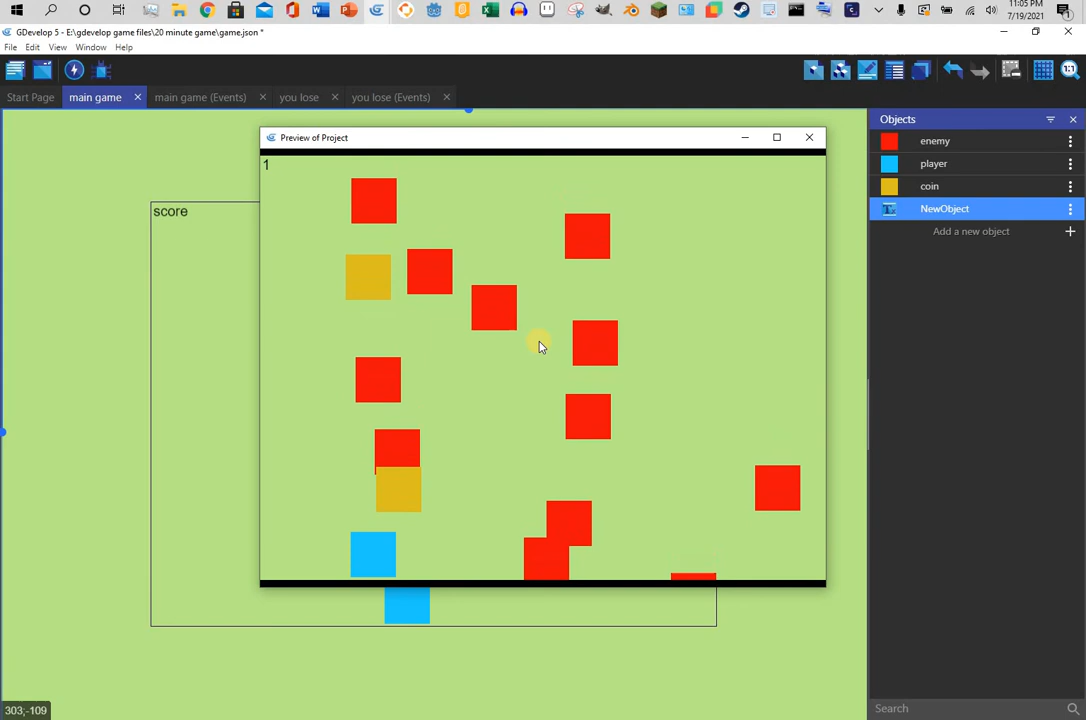 11:05 PM
7/19/2021
GDevelop 5 - E:\gdevelop game files\20 minute game\game.json *
File Edit View Window Help
1:1
Start Page main game main game (Events) you lose you lose (Events)
Objects
enemy
player
coin
NewObject
Add a new object
Preview of Project
1
score
303;-109
Search